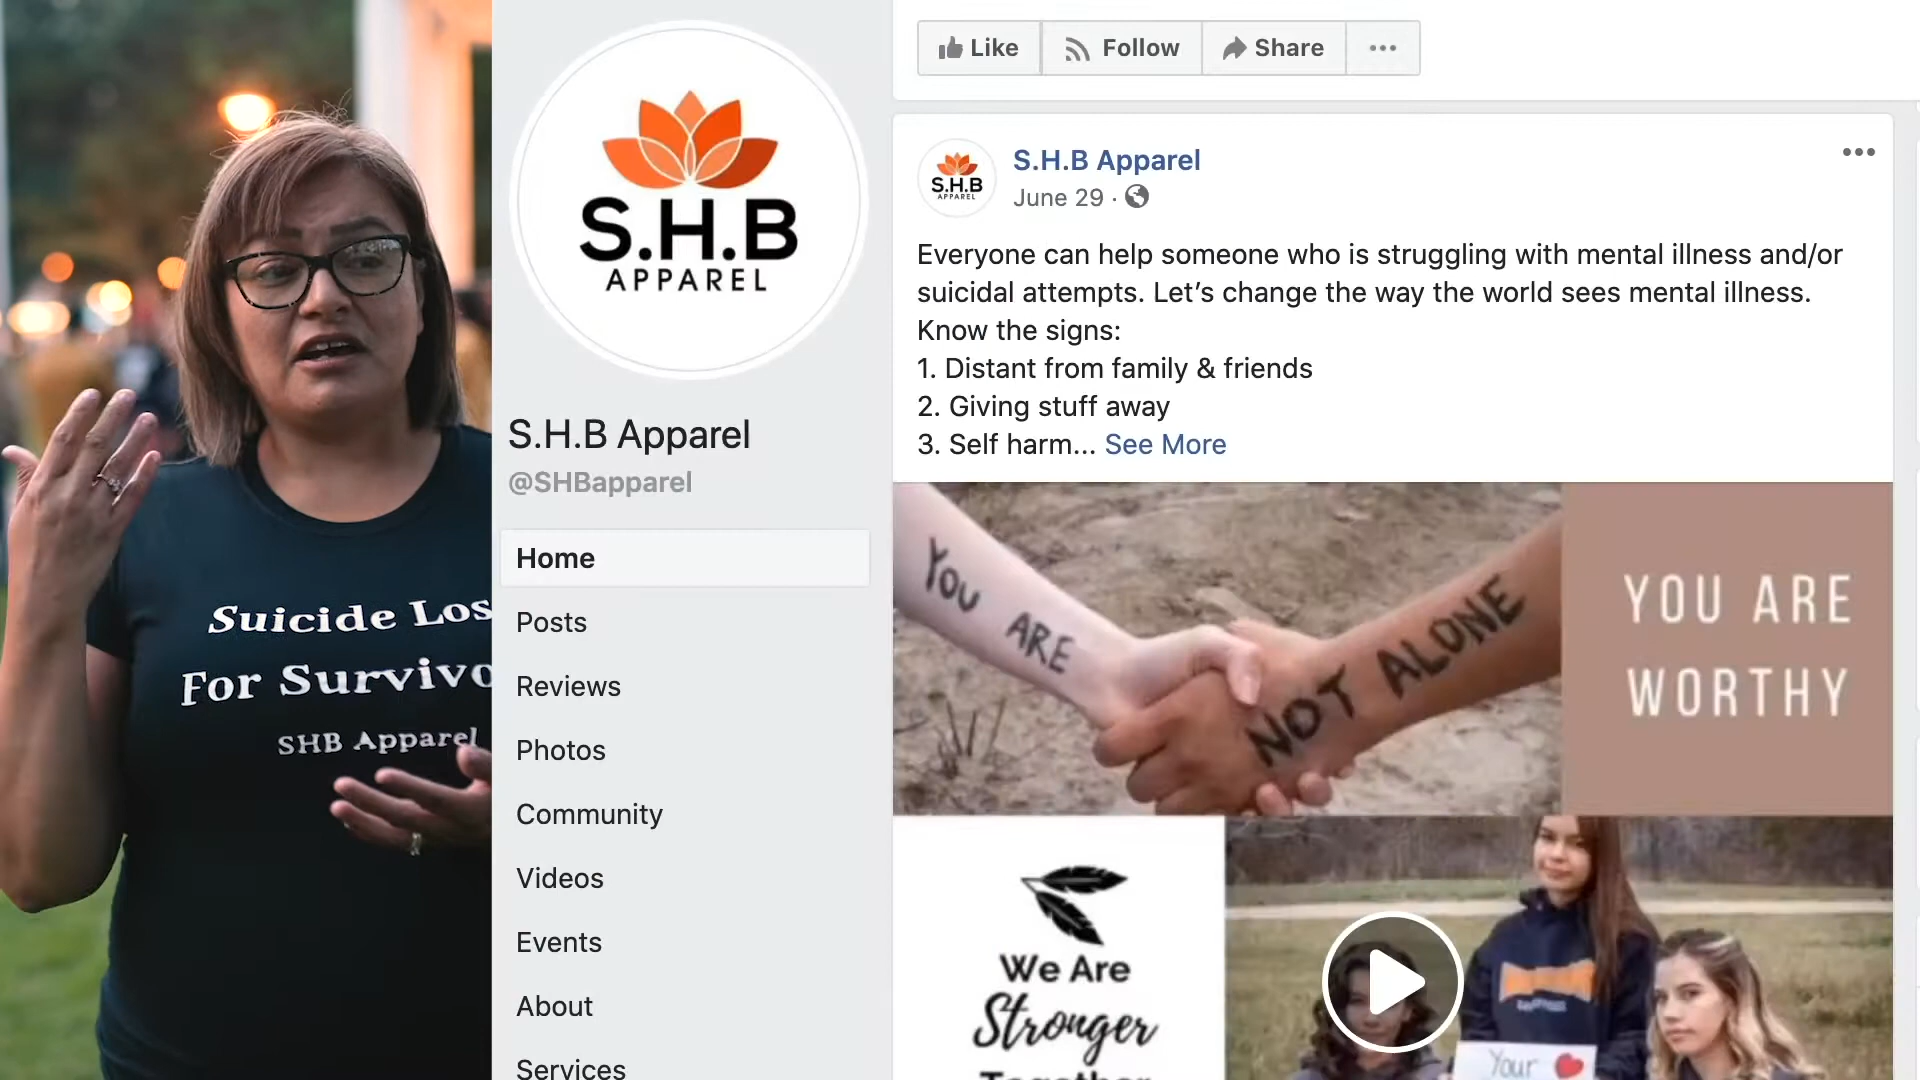 Suicide Los
For Survivo
SHB Apparel
S.H.B
APPAREL
S.H.B Apparel
@SHBapparel
Home
Posts
Reviews
Photos
Community
Videos
Events
About
Services
Like
Follow
Share
S.H.B
APPAREL
S.H.B Apparel
June 29 ·
Everyone can help someone who is struggling with mental illness and/or
suicidal attempts. Let’s change the way the world sees mental illness.
Know the signs:
1. Distant from family & friends
2. Giving stuff away
3. Self harm... See More
YOU ARE
NOT ALONE
YOU ARE
WORTHY
We Are
Stronger
Together
Your